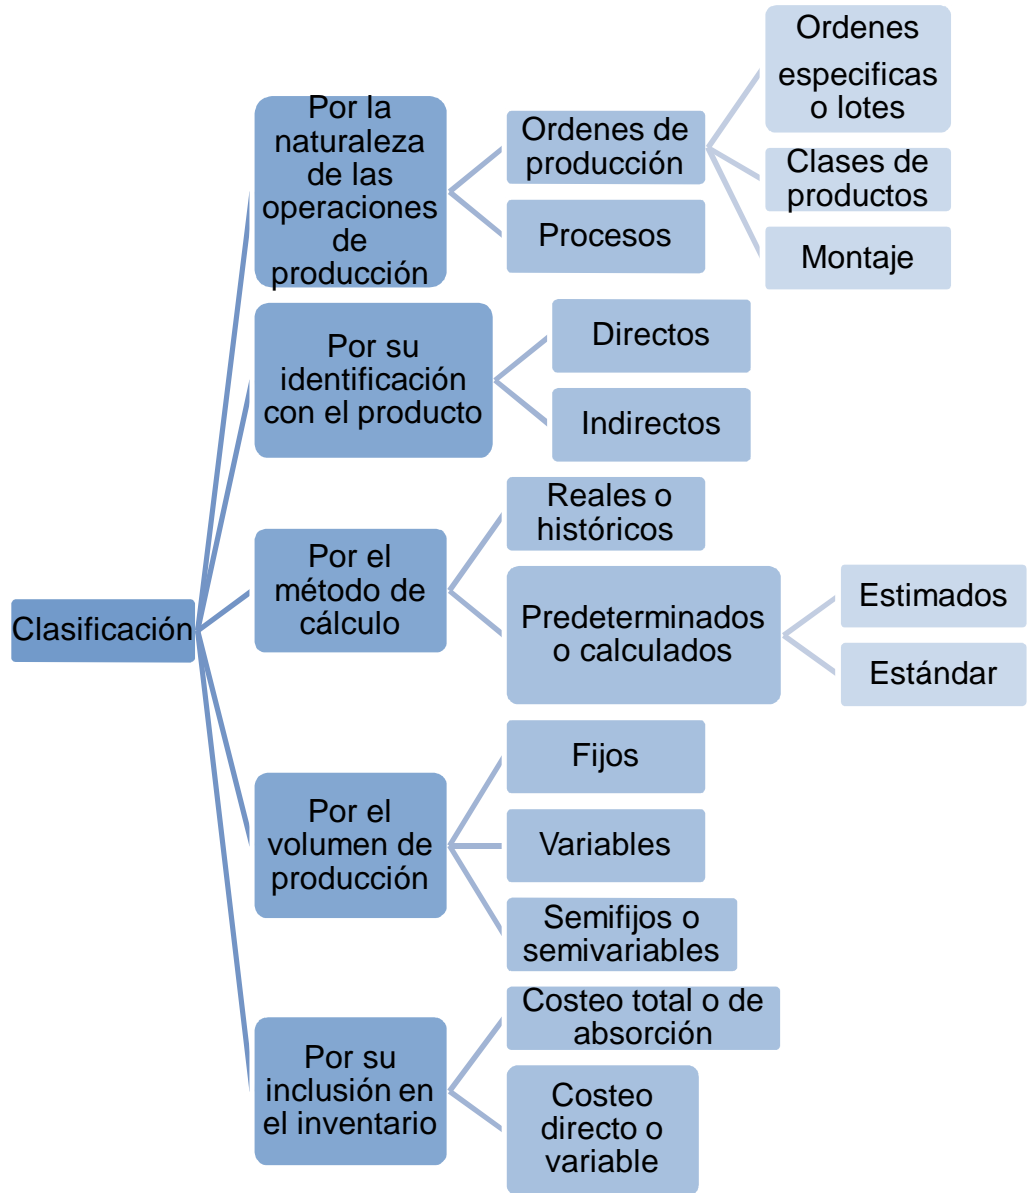 Clasificación
Por la
naturaleza
de las
operaciones
de
producción
Ordenes de
producción
Ordenes
especificas
o lotes
Clases de
productos
Montaje
Procesos
Por su
identificación
con el producto
Directos
Indirectos
Por el
método de
cálculo
Reales o
históricos
Predeterminados
o calculados
Estimados
Estándar
Por el
volumen de
producción
Fijos
Variables
Semifijos o
semivariables
Por su
inclusión en
el inventario
Costeo total o de
absorción
Costeo
directo o
variable